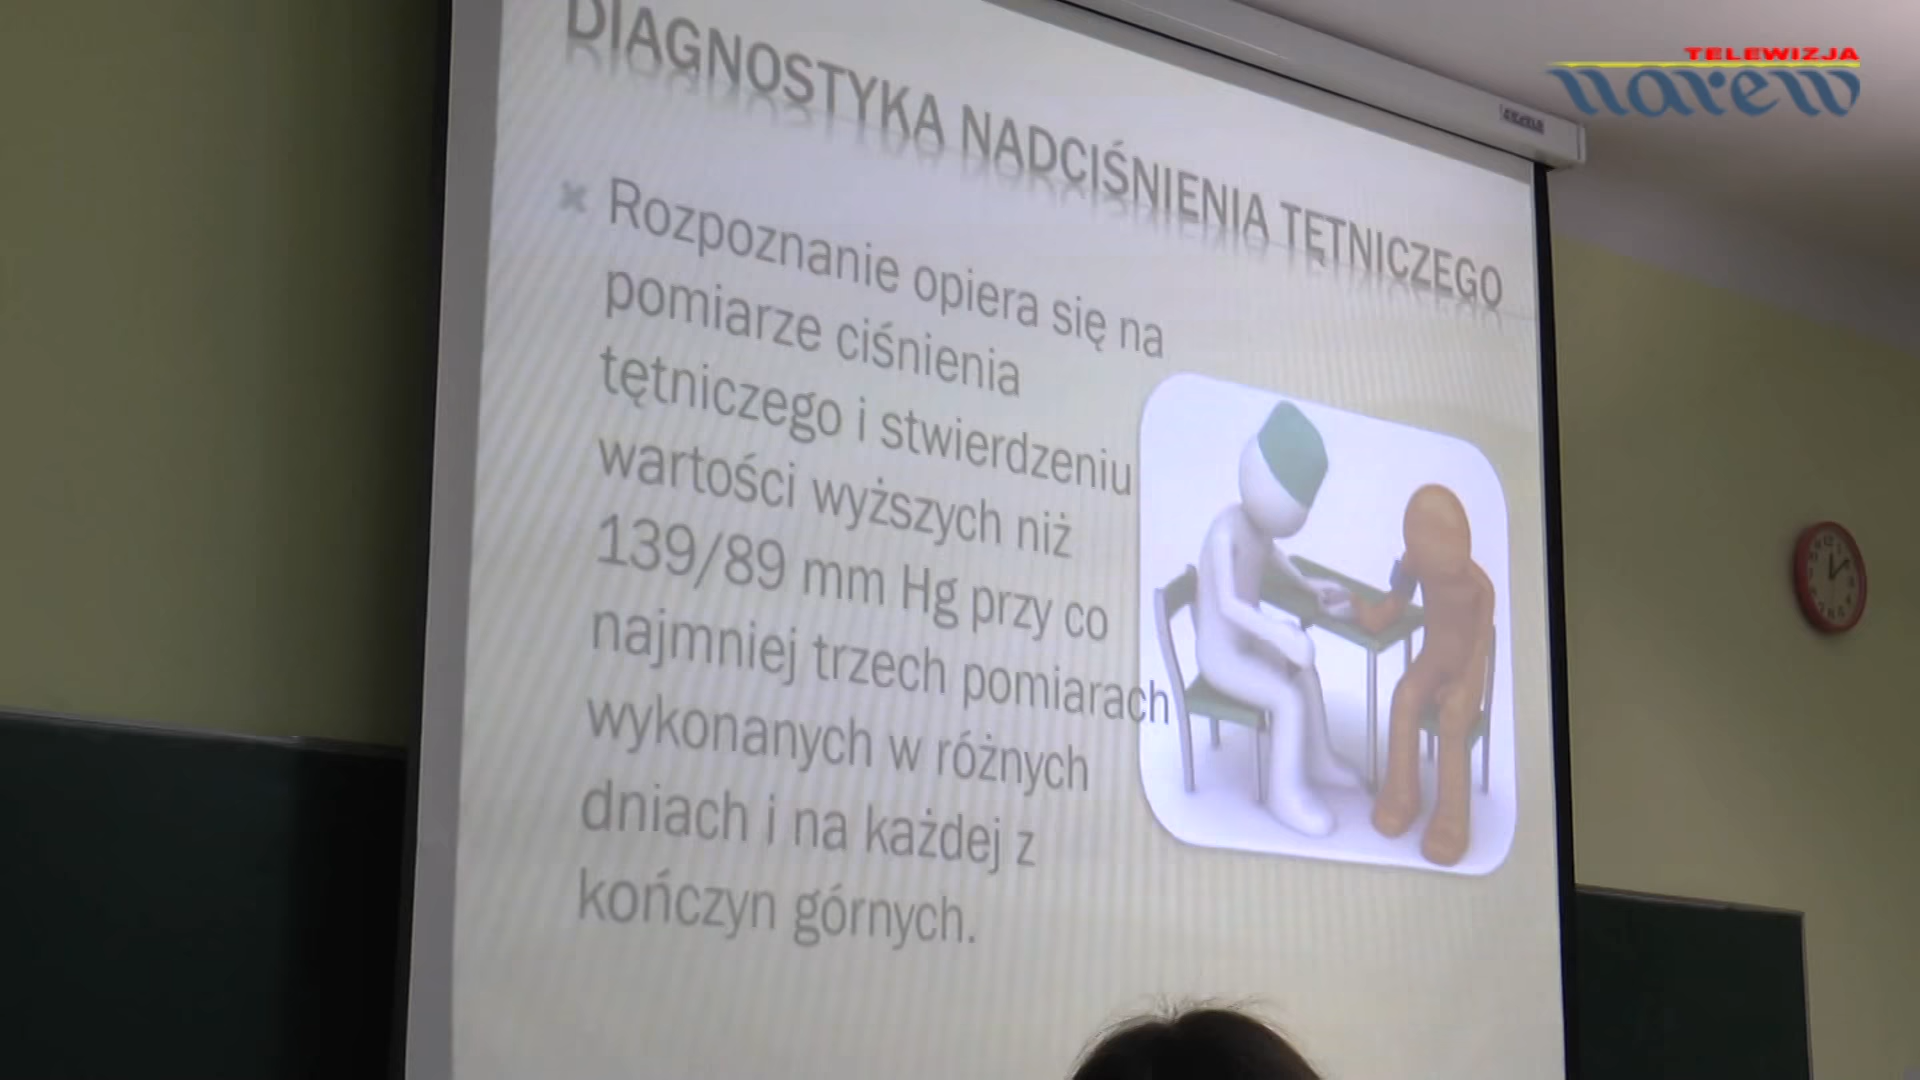 TELEWIZJA
narew
DIAGNOSTYKA NADCIŚNIENIA TĘTNICZEGO
Rozpoznanie opiera się na
pomiarze ciśnienia
tętniczego i stwierdzeniu
wartości wyższych niż
139/89 mm Hg przy co
najmniej trzech pomiarach
wykonanych w różnych
dniach i na każdej z
kończyn górnych.